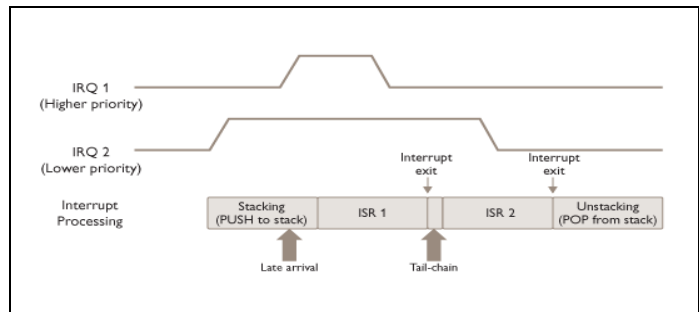 IRQ 1
(Higher priority)
IRQ 2
(Lower priority)
Interrupt
exit
Interrupt
exit
Interrupt
Processing
Stacking
(PUSH to stack)
ISR 1
ISR 2
Unstacking
(POP from stack)
Late arrival
Tail-chain